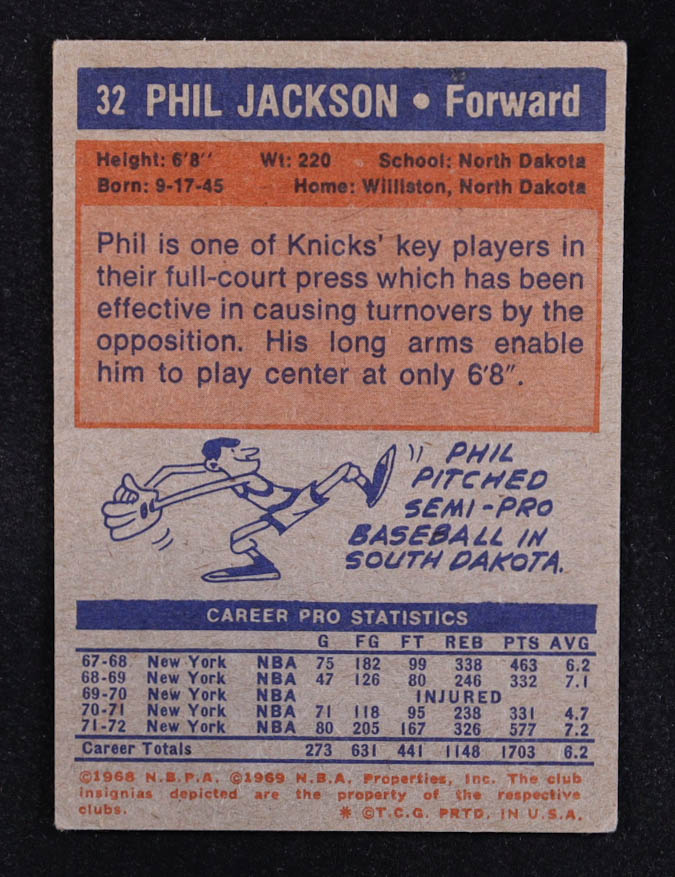 32 PHIL JACKSON • Forward
Height: 6'8" Wt: 220 School: North Dakota
Born: 9-17-45 Home: Williston, North Dakota
Phil is one of Knicks' key players in
their full-court press which has been
effective in causing turnovers by the
opposition. His long arms enable
him to play center at only 6'8".
PHIL
PITCHED
SEMI-PRO
BASEBALL IN
SOUTH DAKOTA.
CAREER PRO STATISTICS
G FG FT REB PTS AVG
67-68 New York NBA 75 182 99 338 463 6.2
68-69 New York NBA 47 126 80 246 332 7.1
69-70 New York NBA INJURED
70-71 New York NBA 71 118 95 238 331 4.7
71-72 New York NBA 80 205 167 326 577 7.2
Career Totals 273 631 441 1148 1703 6.2
©1968 N.B.P.A. ©1969 N.B.A. Properties, Inc. The club
insignias depicted are the property of the respective
clubs. * ©T.C.G. PRTD. IN U.S.A.